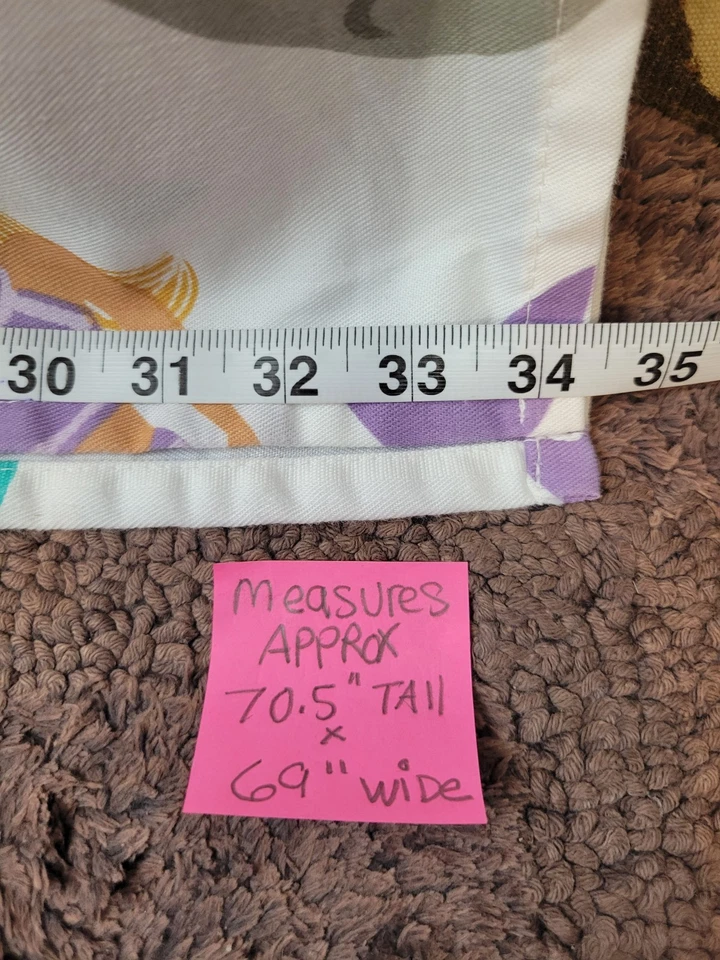 30 31 32 33 34 35
Measures
APPROX
70.5" TAll
x
69" wiDe